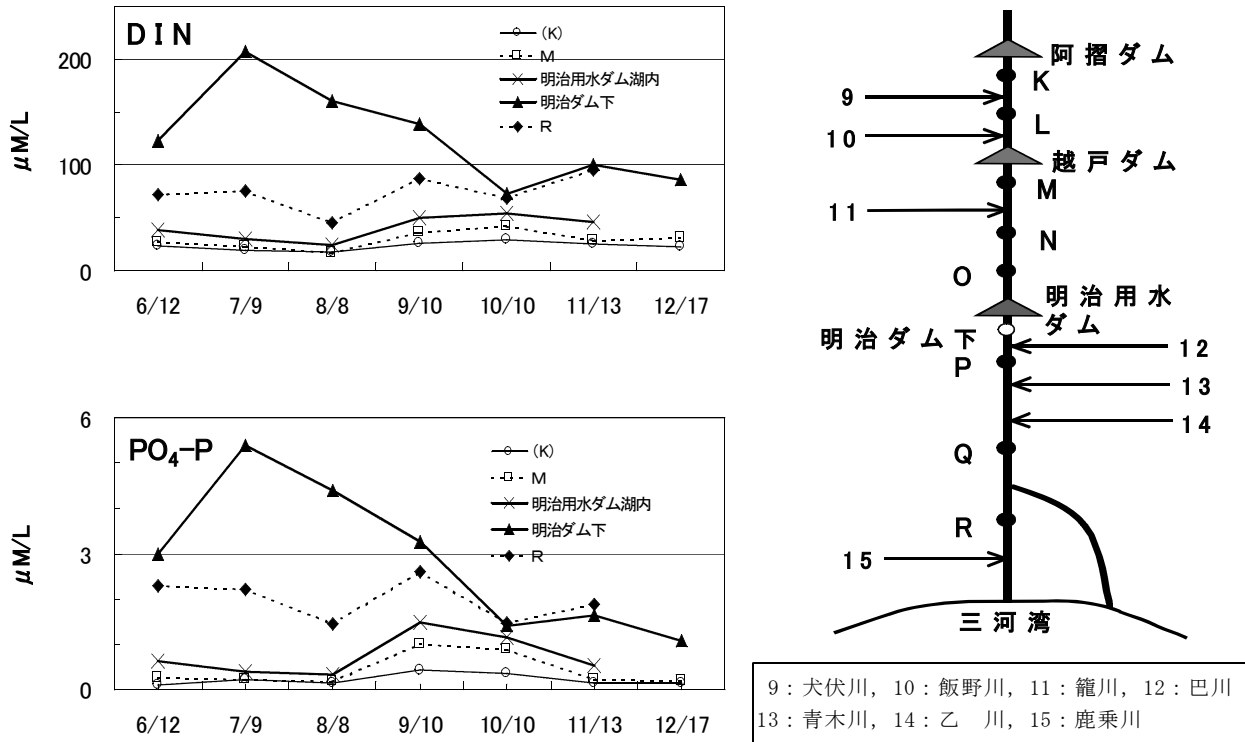 DIN
μM/L
200
100
0
(K)
M
明治用水ダム湖内
明治ダム下
R
6/12 7/9 8/8 9/10 10/10 11/13 12/17
PO₄-P
μM/L
6
3
0
(K)
M
明治用水ダム湖内
明治ダム下
R
6/12 7/9 8/8 9/10 10/10 11/13 12/17
阿摺ダム
K
9
L
10
越戸ダム
M
11
N
O
明治用水
ダム
明治ダム下
12
P
13
14
Q
R
15
三河湾
9：犬伏川，10：飯野川，11：籠川，12：巴川
13：青木川，14：乙　川，15：鹿乗川